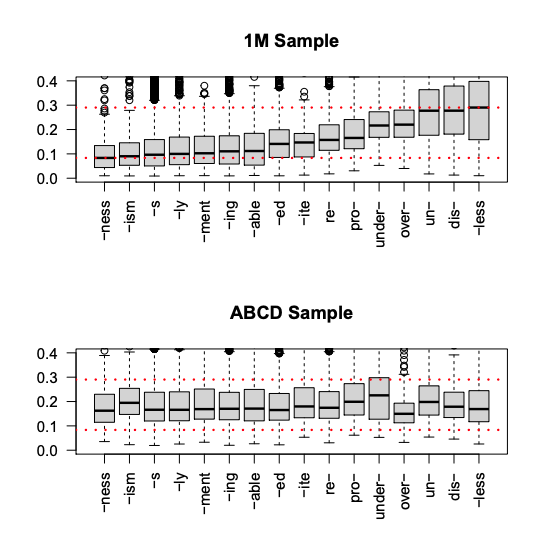 1M Sample
0.4
0.3
0.2
0.1
0.0
−ness −ism −s −ly −ment −ing −able −ed −ite re− pro− under− over− un− dis− −less
ABCD Sample
0.4
0.3
0.2
0.1
0.0
−ness −ism −s −ly −ment −ing −able −ed −ite re− pro− under− over− un− dis− −less